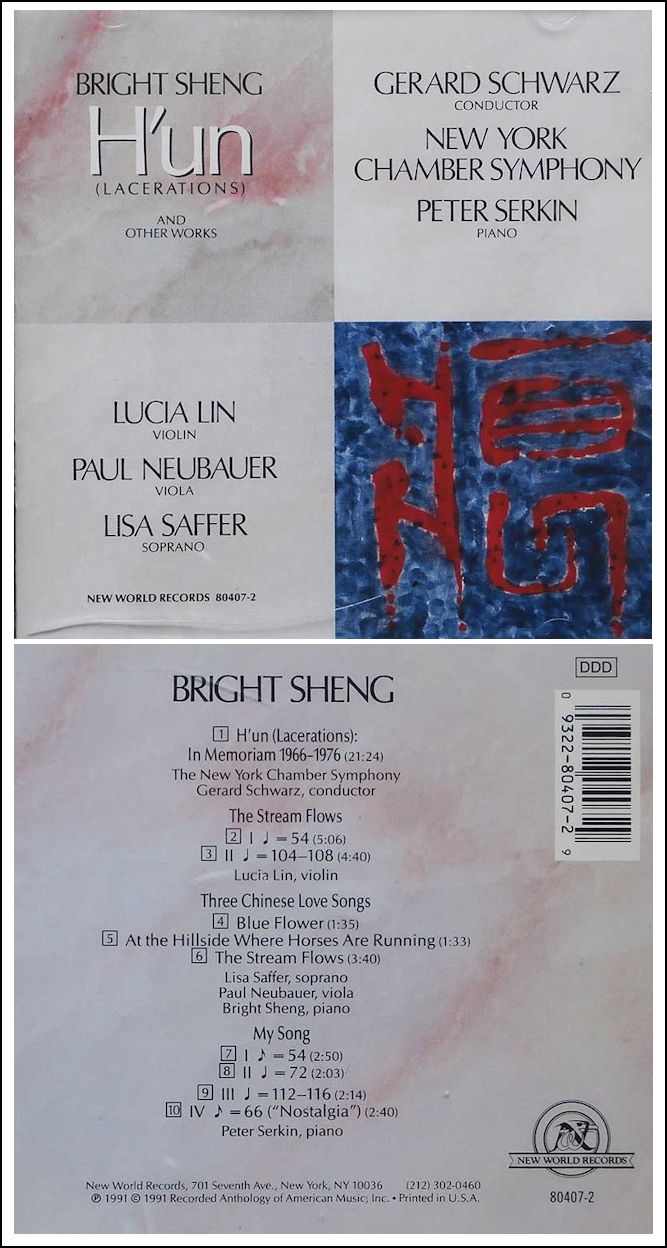 BRIGHT SHENG
H'un
(LACERATIONS)
AND
OTHER WORKS
GERARD SCHWARZ
CONDUCTOR
NEW YORK
CHAMBER SYMPHONY
PETER SERKIN
PIANO
LUCIA LIN
VIOLIN
PAUL NEUBAUER
VIOLA
LISA SAFFER
SOPRANO
NEW WORLD RECORDS 80407-2
DDD
BRIGHT SHENG
1 H'un (Lacerations):
In Memoriam 1966–1976 (21:24)
The New York Chamber Symphony
Gerard Schwarz, conductor
The Stream Flows
2 I ♩ = 54 (5:06)
3 II ♩ = 104–108 (4:40)
Lucia Lin, violin
Three Chinese Love Songs
4 Blue Flower (1:35)
5 At the Hillside Where Horses Are Running (1:33)
6 The Stream Flows (3:40)
Lisa Saffer, soprano
Paul Neubauer, viola
Bright Sheng, piano
My Song
7 I ♪ = 54 (2:50)
8 II ♩ = 72 (2:03)
9 III ♩ = 112–116 (2:14)
10 IV ♪ = 66 ("Nostalgia") (2:40)
Peter Serkin, piano
0 9322-80407-2 9
NEW WORLD RECORDS
80407-2
New World Records, 701 Seventh Ave., New York, NY 10036 (212) 302-0460
℗ 1991 © 1991 Recorded Anthology of American Music, Inc. • Printed in U.S.A.